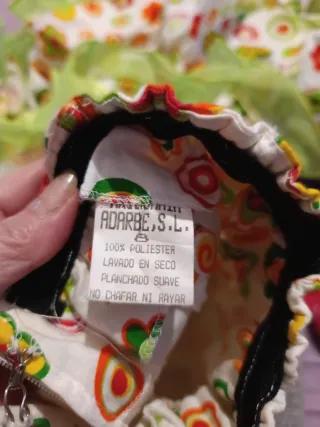 ADARBE,S.L.
100% POLIESTER
LAVADO EN SECO
PLANCHADO SUAVE
NO CHAFAR NI RAYAR